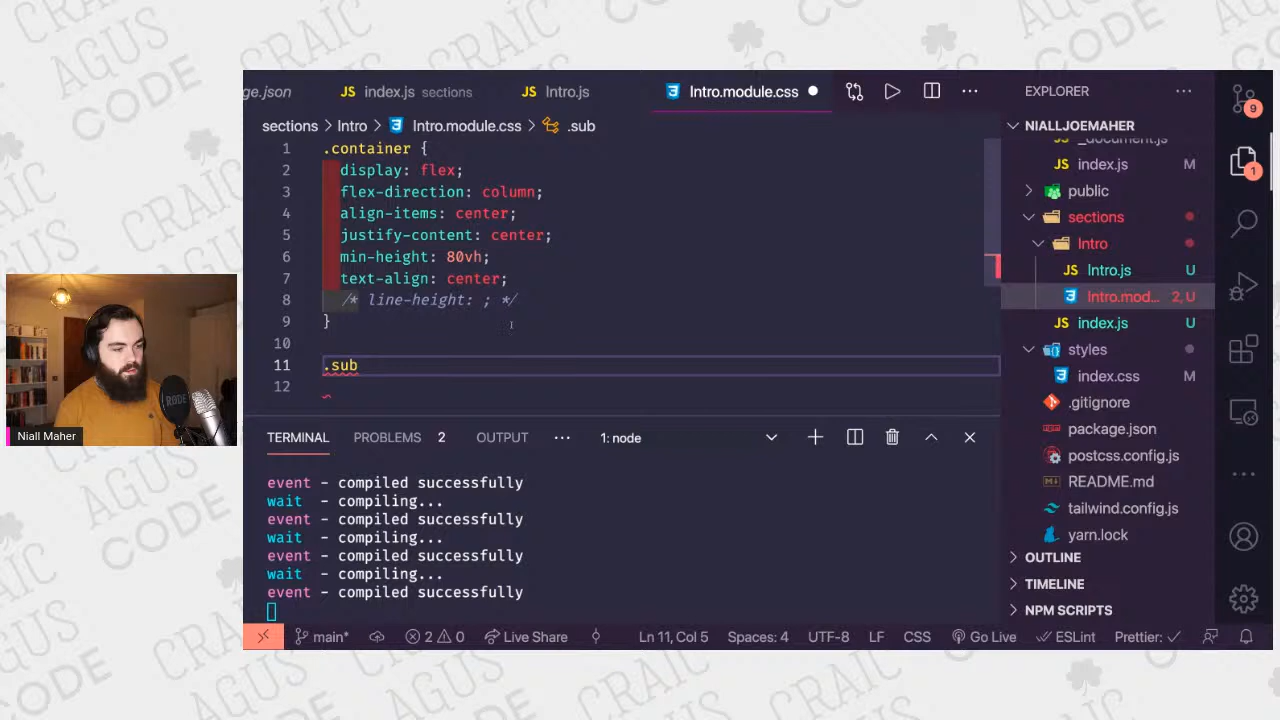 CRAIC
AGUS
CODE
ge.json
JS index.js sections
JS Intro.js
Intro.module.css
EXPLORER
sections > Intro > Intro.module.css > .sub
NIALLJOEMAHER
1 .container {
2 display: flex;
3 flex-direction: column;
4 align-items: center;
5 justify-content: center;
6 min-height: 80vh;
7 text-align: center;
8 /* line-height: ; */
9 }
10
11 .sub
12
_document.js
JS index.js M
public
sections
Intro
JS Intro.js U
Intro.mod... 2, U
JS index.js U
styles
index.css M
.gitignore
package.json
postcss.config.js
README.md
tailwind.config.js
yarn.lock
OUTLINE
TIMELINE
NPM SCRIPTS
9
1
TERMINAL PROBLEMS 2 OUTPUT ... 1: node
event - compiled successfully
wait - compiling...
event - compiled successfully
wait - compiling...
event - compiled successfully
wait - compiling...
event - compiled successfully
main* 2 0 Live Share Ln 11, Col 5 Spaces: 4 UTF-8 LF CSS Go Live ESLint Prettier: ✓
RODE
Niall Maher